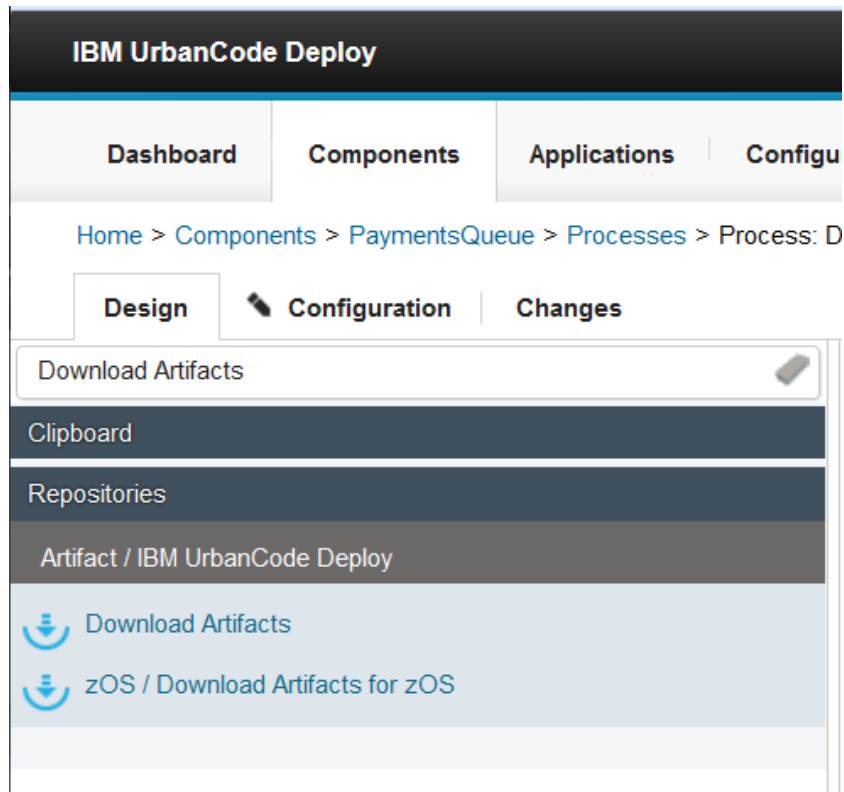 IBM UrbanCode Deploy
Dashboard Components Applications
Home > Components > PaymentsQueue > Processes > Process:
Design Configuration Changes
Download Artifacts
Clipboard
Repositories
Artifact / IBM UrbanCode Deploy
Download Artifacts
zOS / Download Artifacts for zOS